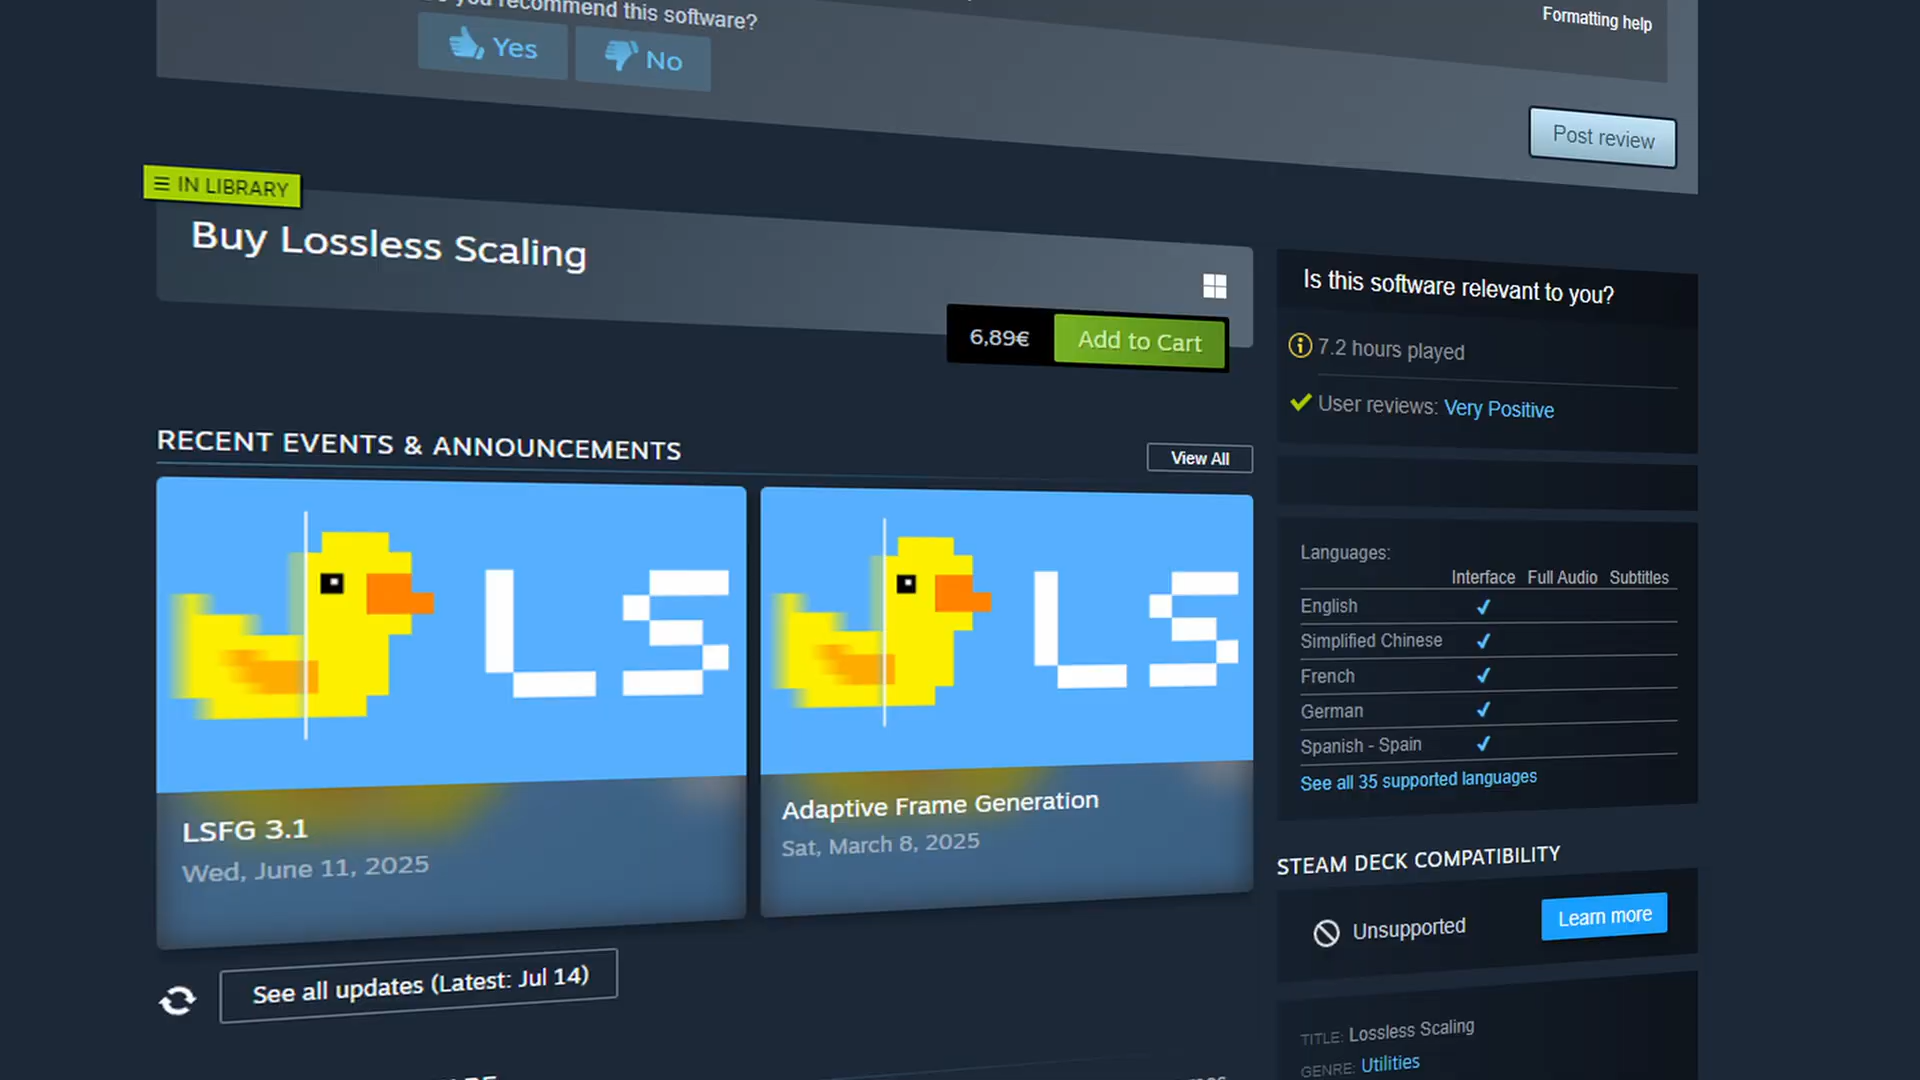 you recommend this software?
Formatting help
Yes
No
Post review
IN LIBRARY
Buy Lossless Scaling
6,89€
Add to Cart
Is this software relevant to you?
7.2 hours played
User reviews: Very Positive
RECENT EVENTS & ANNOUNCEMENTS
View All
LS
LS
LSFG 3.1
Wed, June 11, 2025
Adaptive Frame Generation
Sat, March 8, 2025
See all updates (Latest: Jul 14)
Languages:
Interface Full Audio Subtitles
English ✔
Simplified Chinese ✔
French ✔
German ✔
Spanish - Spain ✔
See all 35 supported languages
STEAM DECK COMPATIBILITY
Unsupported
Learn more
TITLE: Lossless Scaling
GENRE: Utilities